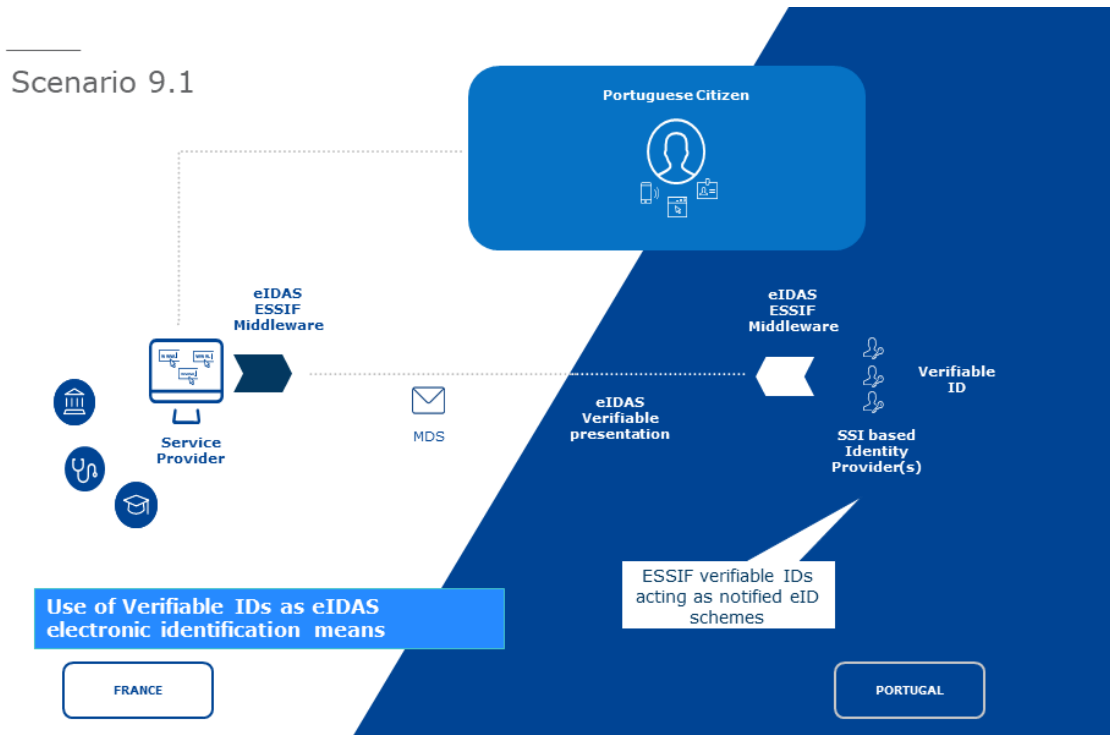 Scenario 9.1
Portuguese Citizen
eIDAS
ESSIF
Middleware
eIDAS
ESSIF
Middleware
Service
Provider
MDS
eIDAS
Verifiable
presentation
Verifiable
ID
SSI based
Identity
Provider(s)
ESSIF verifiable IDs
acting as notified eID
schemes
Use of Verifiable IDs as eIDAS
electronic identification means
FRANCE
PORTUGAL